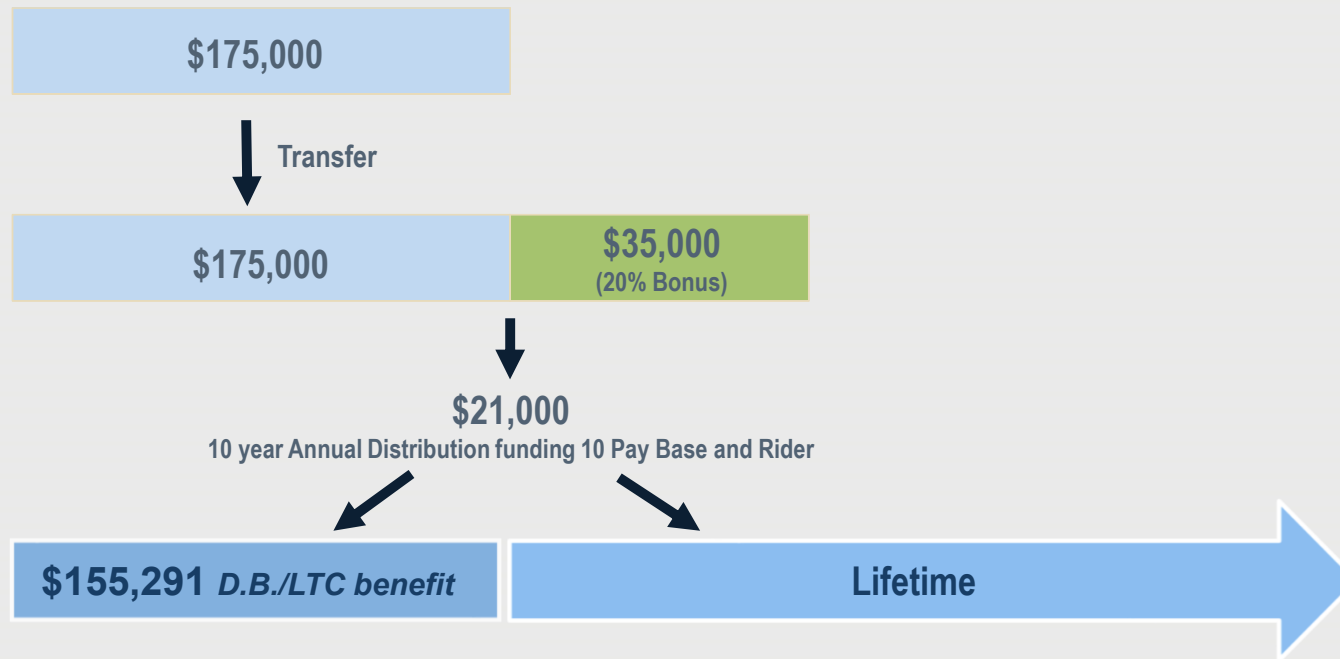 $175,000
Transfer
$175,000
$35,000
(20% Bonus)
$21,000
10 year Annual Distribution funding 10 Pay Base and Rider
$155,291 D.B./LTC benefit
Lifetime